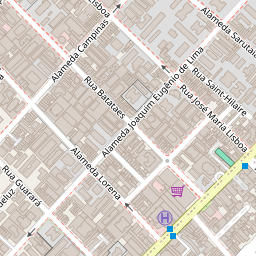 Lisboa
Alameda Campinas
Alameda Sarutaiá
Rua Batataes
Alameda Joaquim Eugênio de Lima
Rua Saint-Hilaire
Rua José Maria Lisboa
Alameda Lorena
Rua Guarará
H